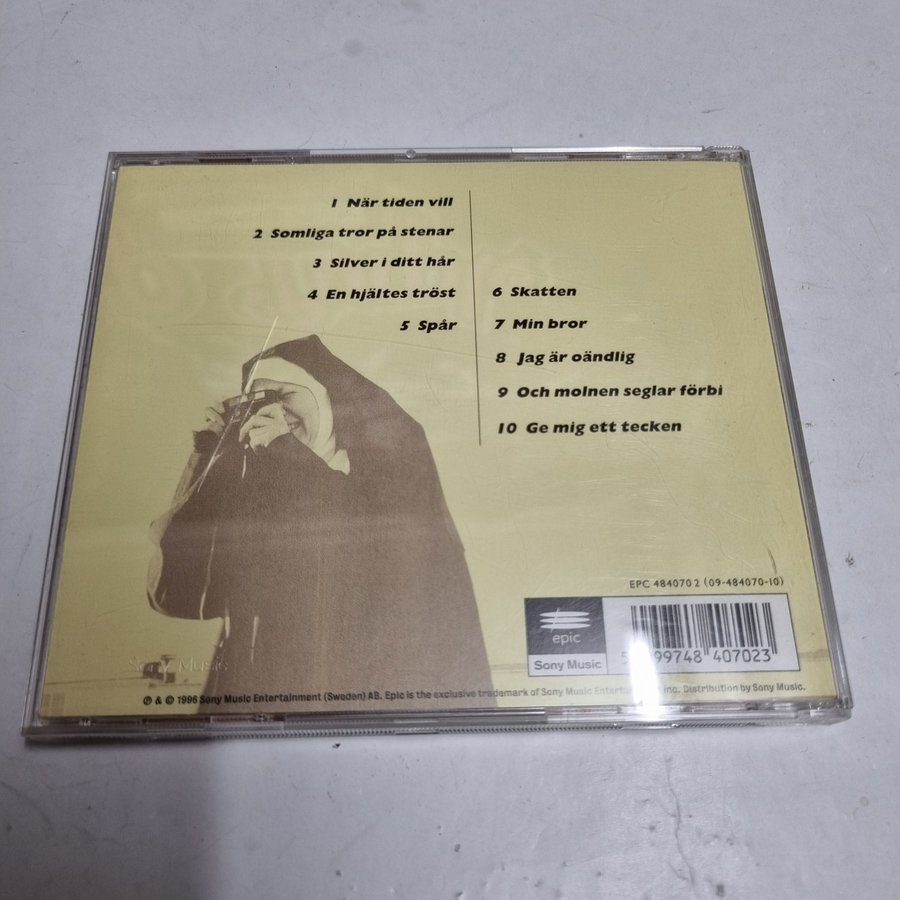 1 När tiden vill
2 Somliga tror på stenar
3 Silver i ditt hår
4 En hjältes tröst
5 Spår
6 Skatten
7 Min bror
8 Jag är oändlig
9 Och molnen seglar förbi
10 Ge mig ett tecken
EPC 484070 2 (09-484070-10)
epic
Sony Music
99748 407023
Sony Music
℗ & © 1996 Sony Music Entertainment (Sweden) AB. Epic is the exclusive trademark of Sony Music Inc. Distribution by Sony Music.